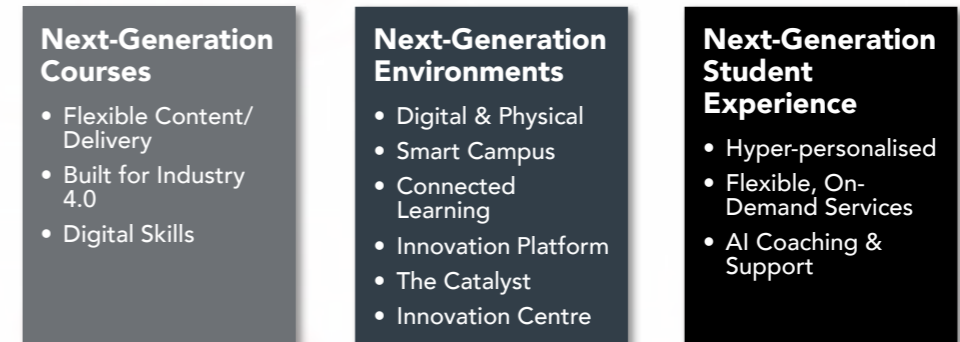 Next-Generation
Courses
• Flexible Content/
Delivery
• Built for Industry
4.0
• Digital Skills
Next-Generation
Environments
• Digital & Physical
• Smart Campus
• Connected
Learning
• Innovation Platform
• The Catalyst
• Innovation Centre
Next-Generation
Student
Experience
• Hyper-personalised
• Flexible, On-
Demand Services
• AI Coaching &
Support